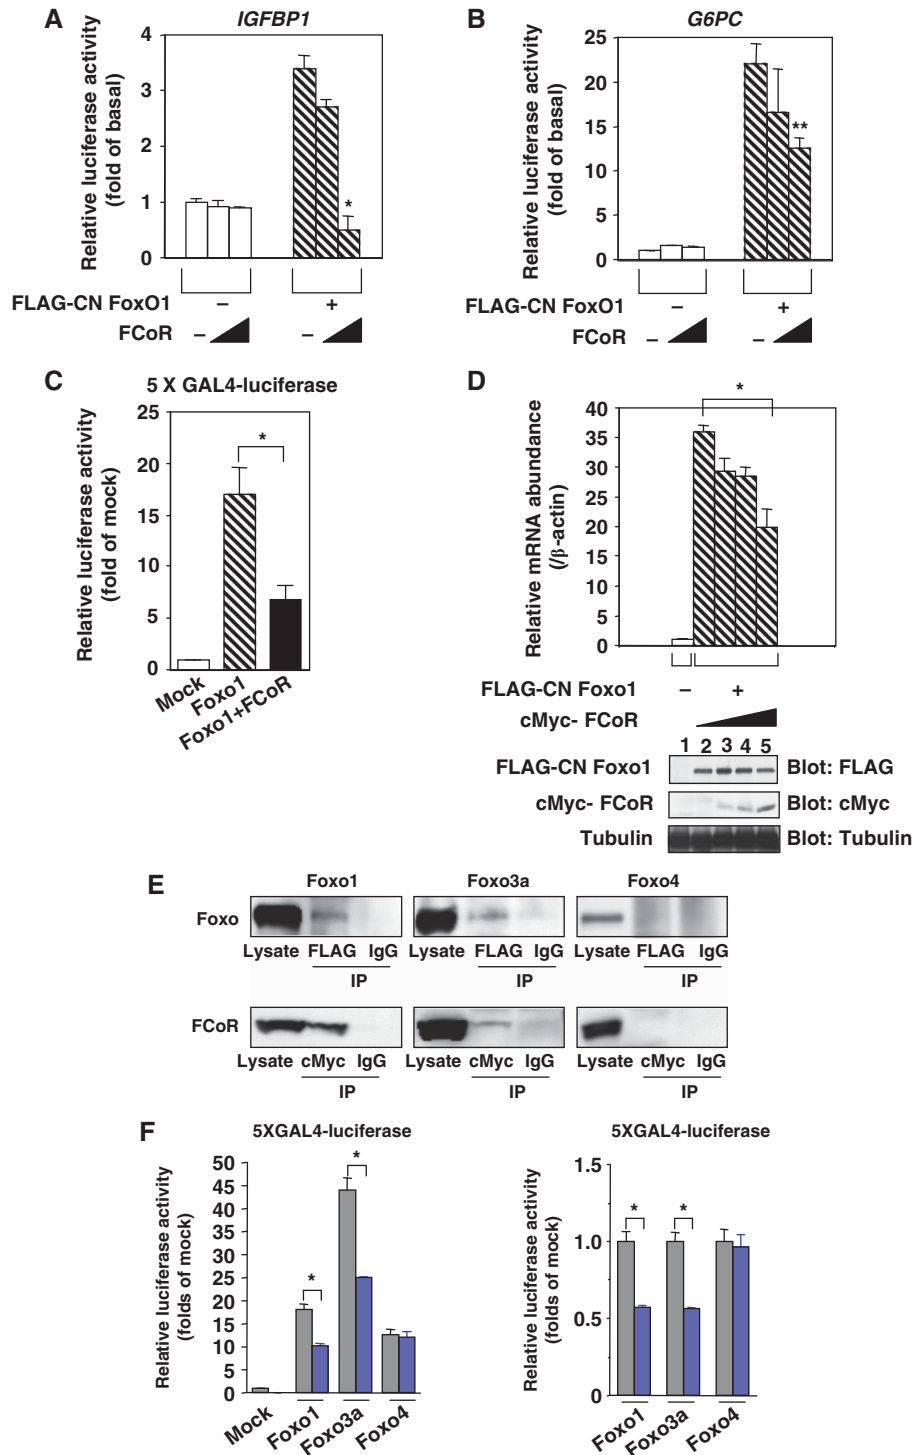 A
IGFBP1
Relative luciferase activity
(fold of basal)
4
3
2
1
0
*
FLAG-CN FoxO1
– +
FCoR
– –
B
G6PC
Relative luciferase activity
(fold of basal)
25
20
15
10
5
0
**
FLAG-CN FoxO1
– +
FCoR
– –
C
5 X GAL4-luciferase
Relative luciferase activity
(fold of mock)
25
20
15
10
5
0
*
Mock
Foxo1
Foxo1+FCoR
D
Relative mRNA abundance
(/β-actin)
40
35
30
25
20
15
10
5
0
*
FLAG-CN Foxo1
– +
cMyc- FCoR
1 2 3 4 5
FLAG-CN Foxo1 Blot: FLAG
cMyc- FCoR Blot: cMyc
Tubulin Blot: Tubulin
E
Foxo1 Foxo3a Foxo4
Foxo
Lysate FLAG IgG Lysate FLAG IgG Lysate FLAG IgG
IP IP IP
FCoR
Lysate cMyc IgG Lysate cMyc IgG Lysate cMyc IgG
IP IP IP
F
5XGAL4-luciferase
Relative luciferase activity
(folds of mock)
50
45
40
35
30
25
20
15
10
5
0
*
*
Mock
Foxo1
Foxo3a
Foxo4
5XGAL4-luciferase
Relative luciferase activity
(folds of mock)
1.5
1.0
0.5
0
* *
Foxo1
Foxo3a
Foxo4